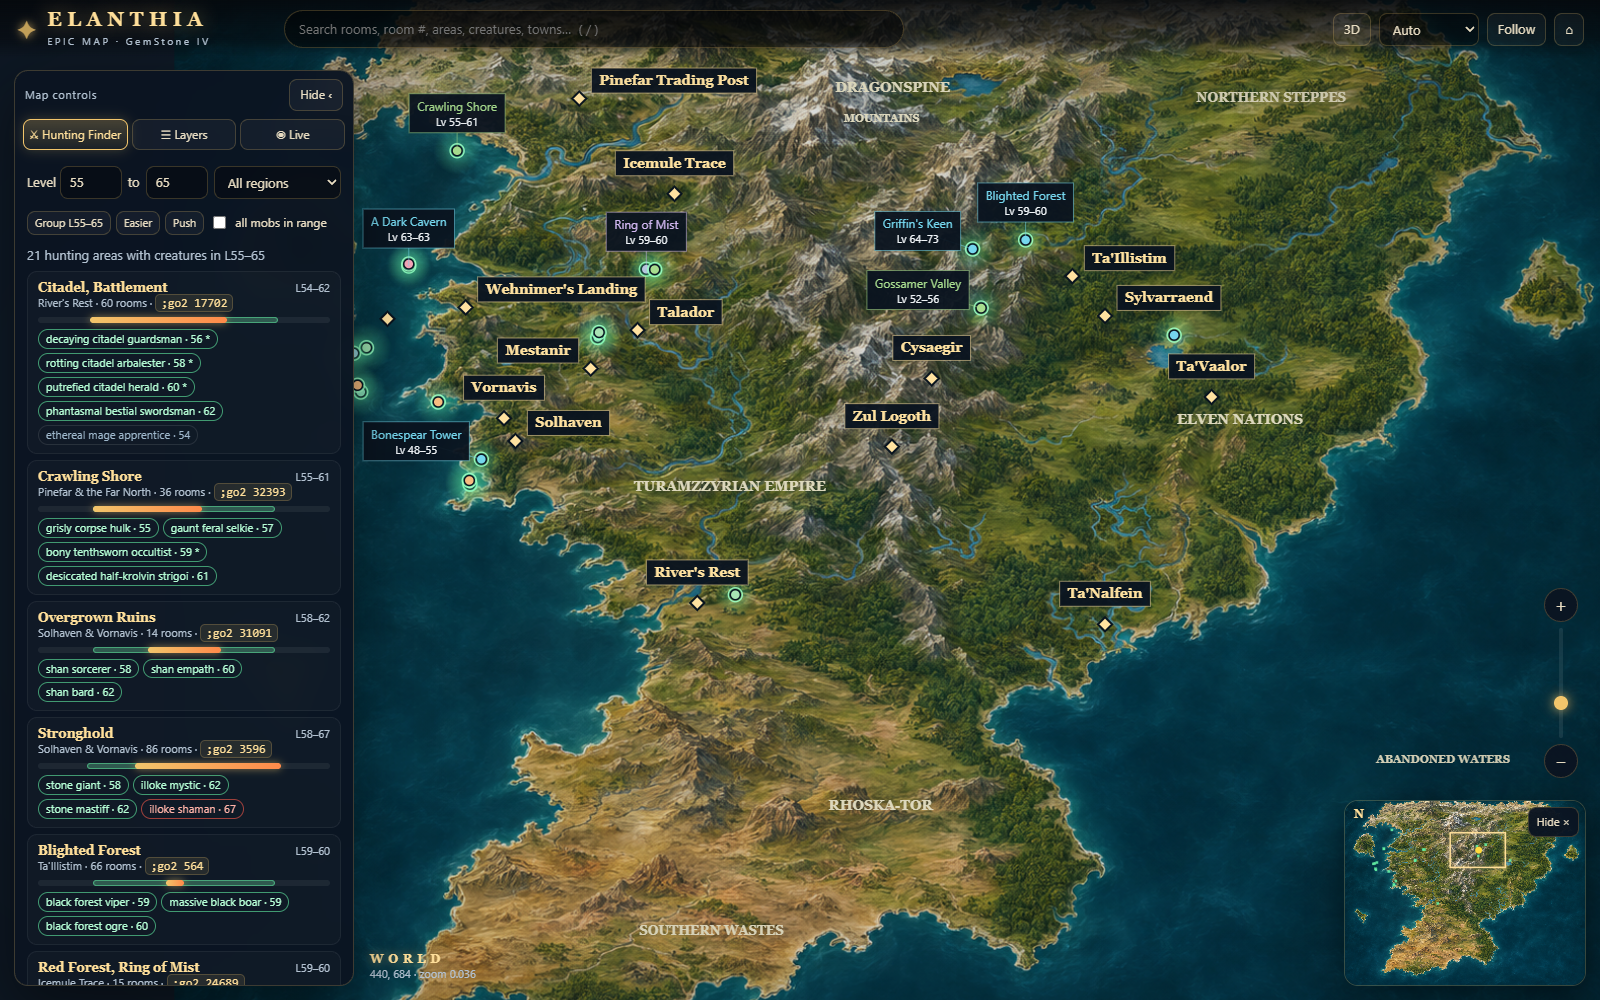 ELANTHIA
EPIC MAP · GemStone IV
Search rooms, room #, areas, creatures, towns... ( / )
3D
Auto
Follow
Map controls
Hide ‹
Hunting Finder
Layers
Live
Level 55 to 65 All regions
Group L55–65 Easier Push all mobs in range
21 hunting areas with creatures in L55–65
Citadel, Battlement L54–62
River's Rest · 60 rooms · ;go2 17702
decaying citadel guardsman · 56 *
rotting citadel arbalester · 58 *
putrefied citadel herald · 60 *
phantasmal bestial swordsman · 62
ethereal mage apprentice · 54
Crawling Shore L55–61
Pinefar & the Far North · 36 rooms · ;go2 32393
grisly corpse hulk · 55 gaunt feral selkie · 57
bony tenthsworn occultist · 59 *
desiccated half-krolvin strigoi · 61
Overgrown Ruins L58–62
Solhaven & Vornavis · 14 rooms · ;go2 31091
shan sorcerer · 58 shan empath · 60
shan bard · 62
Stronghold L58–67
Solhaven & Vornavis · 86 rooms · ;go2 3596
stone giant · 58 illoke mystic · 62
stone mastiff · 62 illoke shaman · 67
Blighted Forest L59–60
Ta'Illistim · 66 rooms · ;go2 564
black forest viper · 59 massive black boar · 59
black forest ogre · 60
Red Forest, Ring of Mist L59–60
Icemule Trace · 15 rooms · ;go2 24689
Pinefar Trading Post
DRAGONSPINE
MOUNTAINS
NORTHERN STEPPES
Crawling Shore
Lv 55–61
Icemule Trace
Blighted Forest
Lv 59–60
A Dark Cavern
Lv 63–63
Ring of Mist
Lv 59–60
Griffin's Keen
Lv 64–73
Ta'Illistim
Gossamer Valley
Lv 52–56
Wehnimer's Landing
Sylvarraend
Talador
Mestanir
Cysaegir
Ta'Vaalor
Vornavis
Zul Logoth
Solhaven
ELVEN NATIONS
Bonespear Tower
Lv 48–55
TURAMZZYRIAN EMPIRE
River's Rest
Ta'Nalfein
+
−
ABANDONED WATERS
RHOSKA-TOR
SOUTHERN WASTES
WORLD
440, 684 · zoom 0.036
N
Hide ×